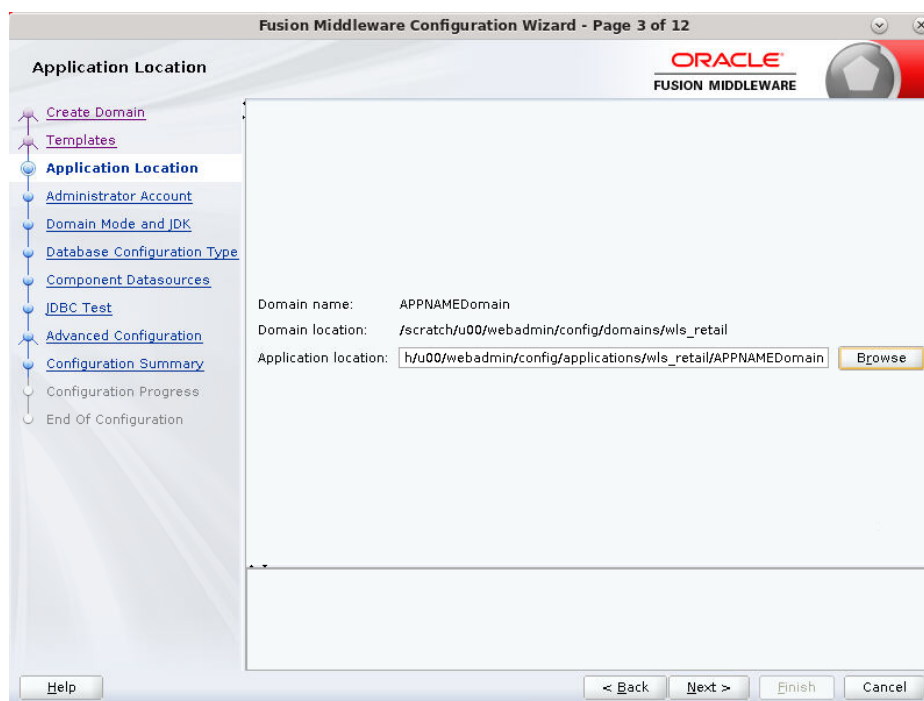 Fusion Middleware Configuration Wizard - Page 3 of 12
Application Location
ORACLE
FUSION MIDDLEWARE
Create Domain
Templates
Application Location
Administrator Account
Domain Mode and JDK
Database Configuration Type
Component Datasources
JDBC Test
Advanced Configuration
Configuration Summary
Configuration Progress
End Of Configuration
Domain name: APPNAMEDomain
Domain location: /scratch/u00/webadmin/config/domains/wls_retail
Application location: h/u00/webadmin/config/applications/wls_retail/APPNAMEDomain Browse
Help < Back Next > Finish Cancel